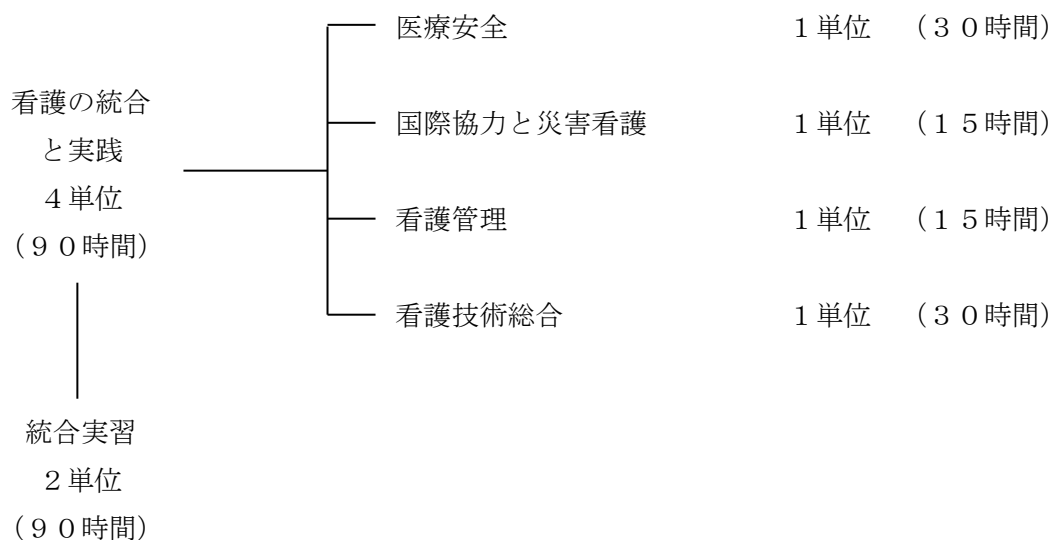 医療安全 1単位 (30時間)
看護の統合
と実践
4単位
(90時間)
国際協力と災害看護 1単位 (15時間)
看護管理 1単位 (15時間)
看護技術総合 1単位 (30時間)
統合実習
2単位
(90時間)